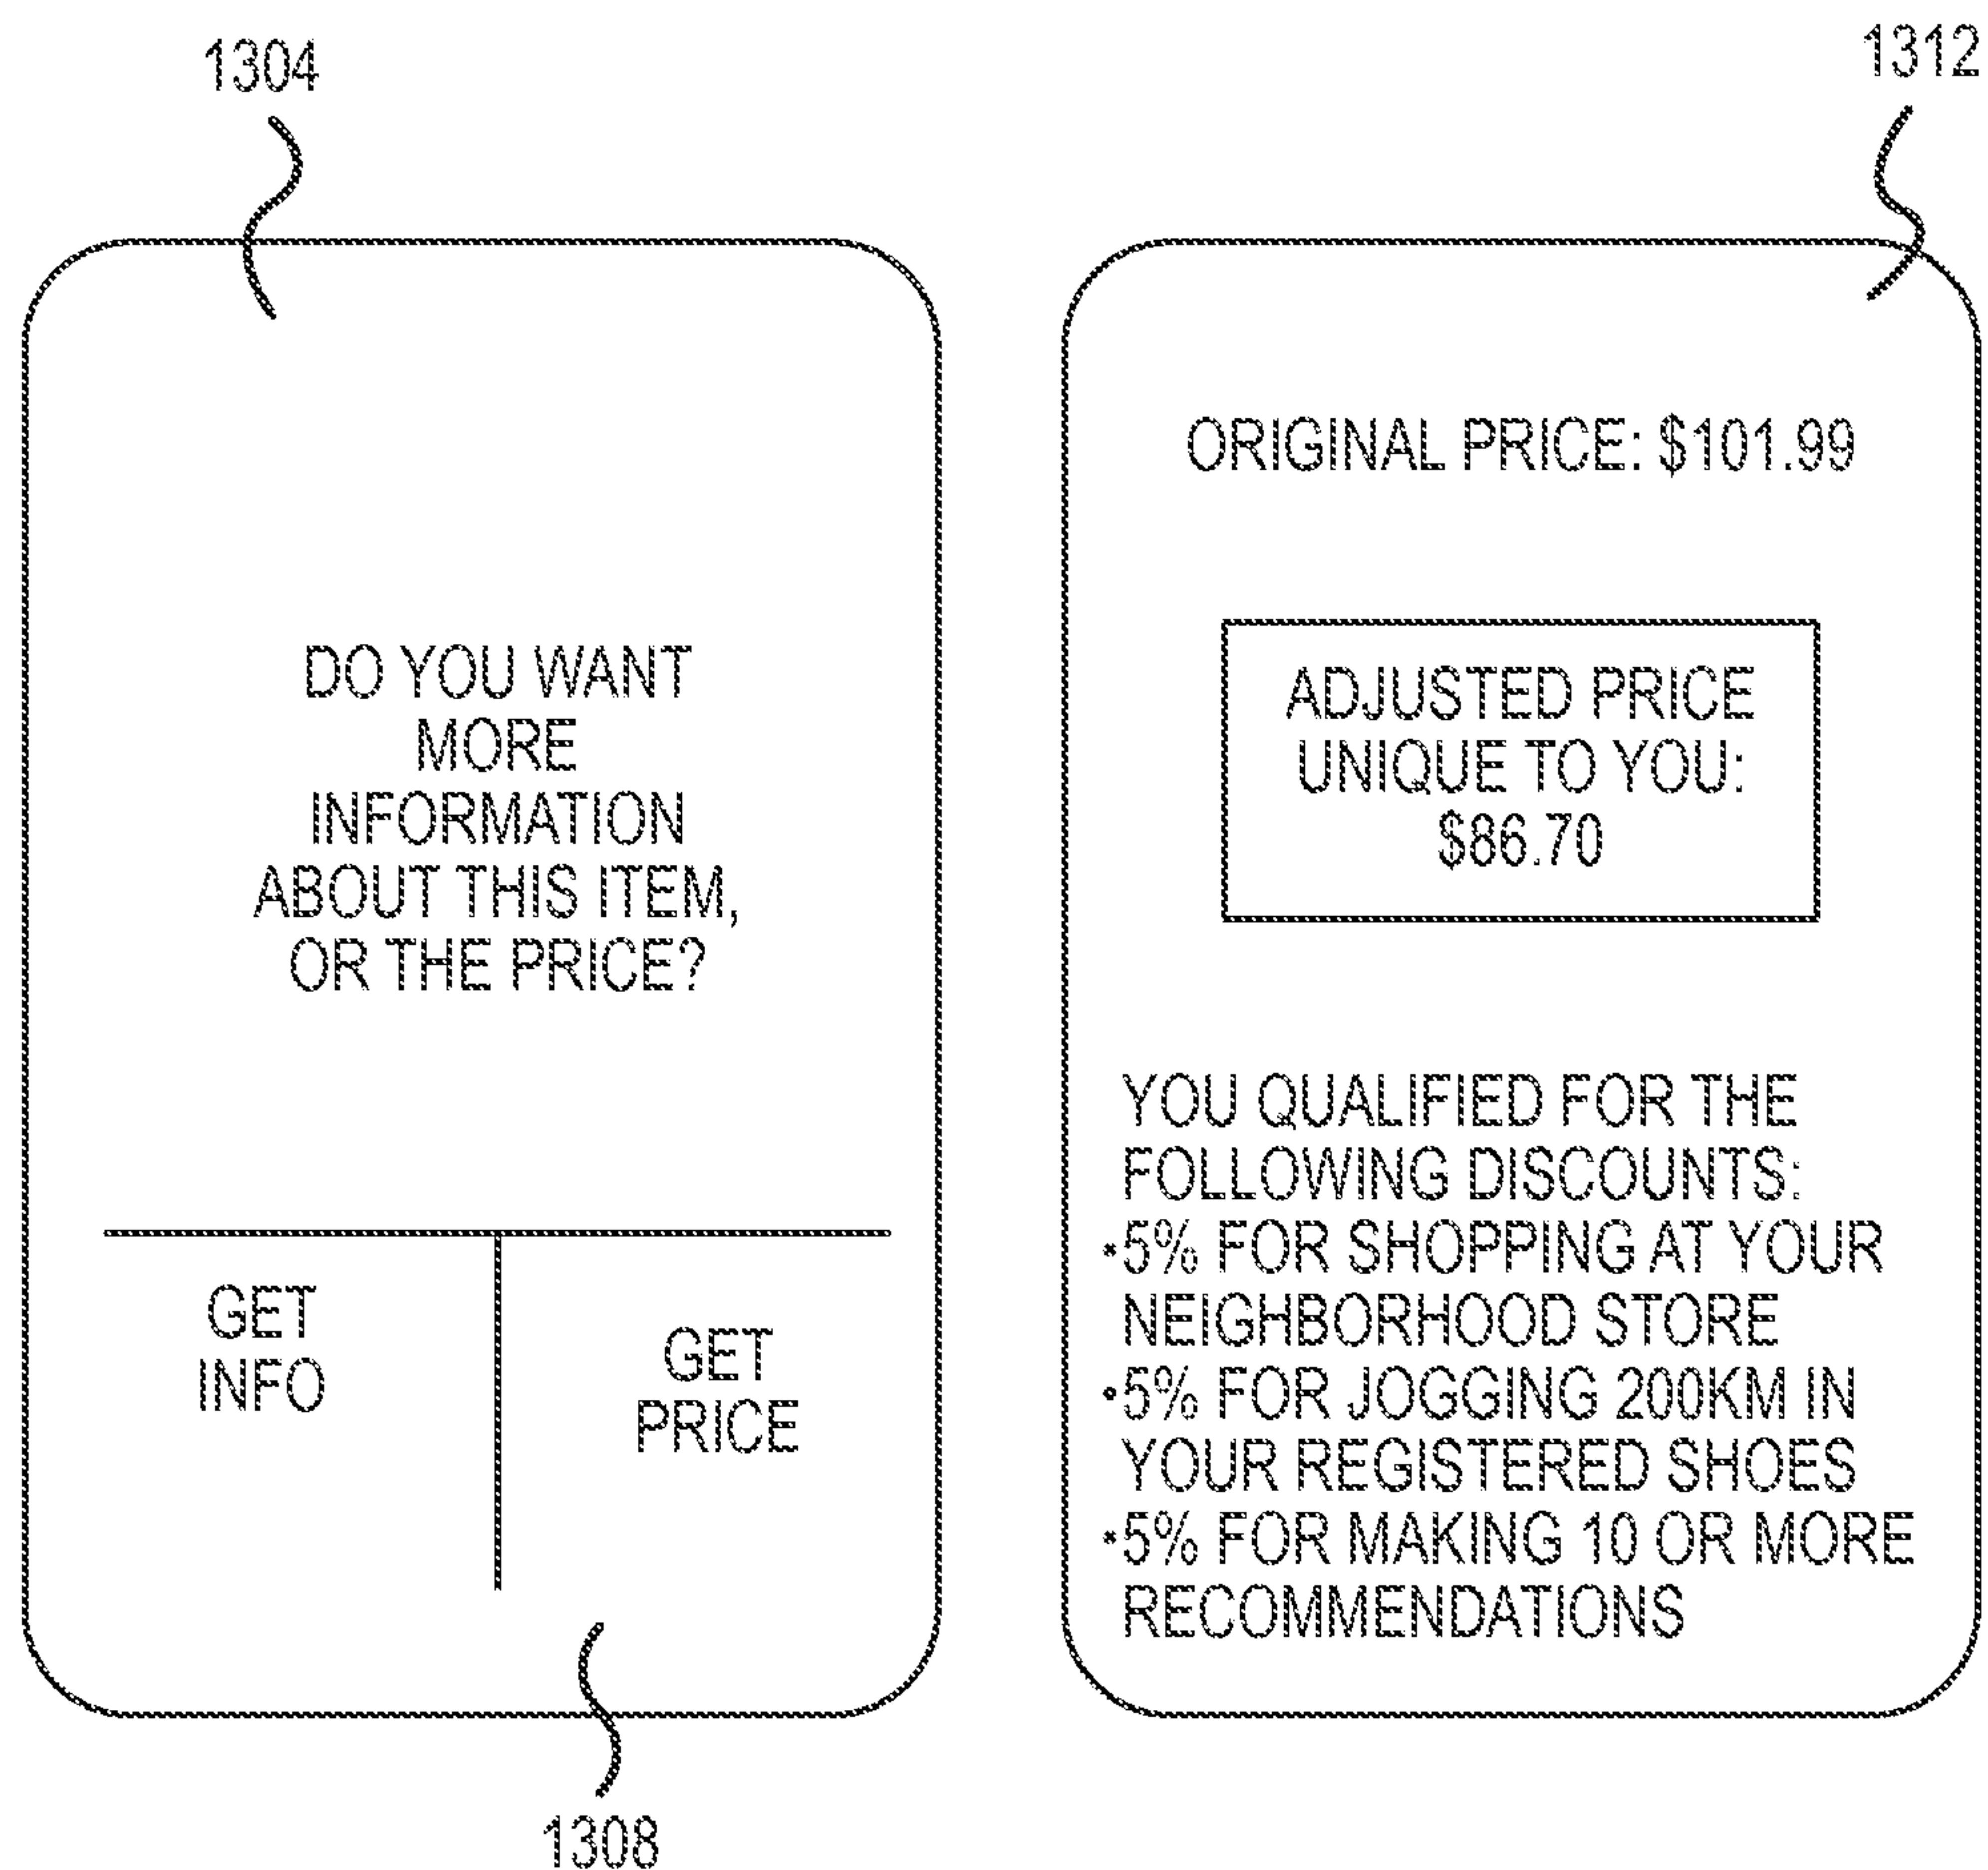 1304
1312
DO YOU WANT
MORE
INFORMATION
ABOUT THIS ITEM,
OR THE PRICE?
GET
INFO
GET
PRICE
1308
ORIGINAL PRICE: $101.99
ADJUSTED PRICE
UNIQUE TO YOU:
$86.70
YOU QUALIFIED FOR THE
FOLLOWING DISCOUNTS:
•5% FOR SHOPPING AT YOUR
NEIGHBORHOOD STORE
•5% FOR JOGGING 200KM IN
YOUR REGISTERED SHOES
•5% FOR MAKING 10 OR MORE
RECOMMENDATIONS